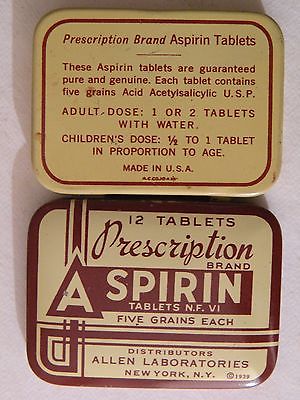 Prescription Brand Aspirin Tablets
These Aspirin tablets are guaranteed
pure and genuine. Each tablet contains
five grains Acid Acetylsalicylic U.S.P.
ADULT DOSE: 1 OR 2 TABLETS
WITH WATER.
CHILDREN'S DOSE: ½ TO 1 TABLET
IN PROPORTION TO AGE.
MADE IN U.S.A.
12 TABLETS
Prescription
BRAND
ASPIRIN
TABLETS N.F. VI
FIVE GRAINS EACH
DISTRIBUTORS
ALLEN LABORATORIES
NEW YORK, N.Y. ©1939